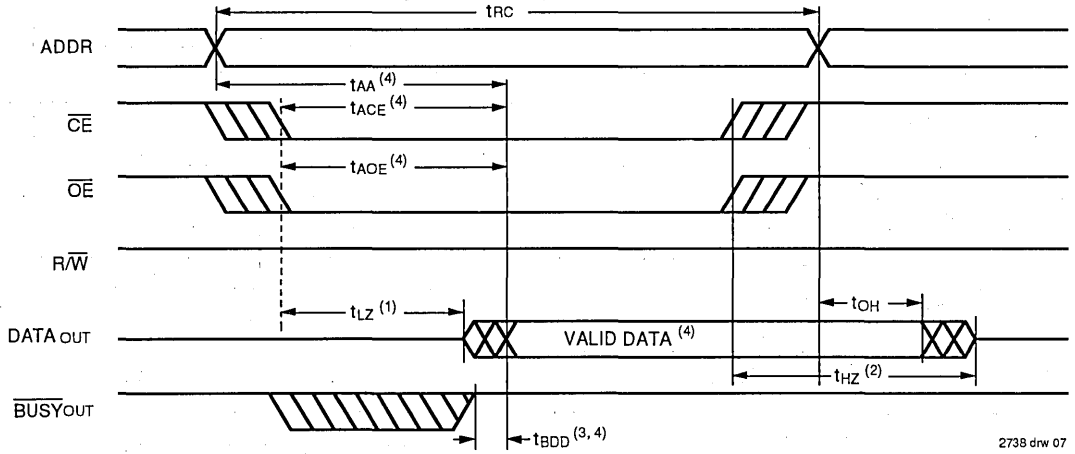 tRC
ADDR
tAA (4)
tACE (4)
CE
tAOE (4)
OE
R/W
tLZ (1)
tOH
DATA OUT
VALID DATA (4)
tHZ (2)
BUSYOUT
tBDD (3, 4)
2738 drw 07